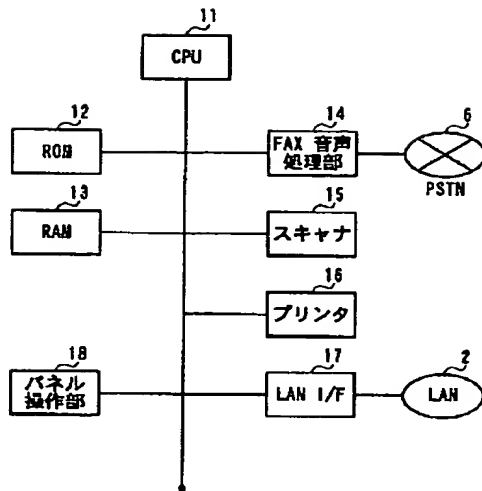 11
CPU
12
ROM
14
FAX 音声
処理部
6
PSTN
13
RAM
15
スキャナ
16
プリンタ
18
パネル
操作部
17
LAN I/F
2
LAN